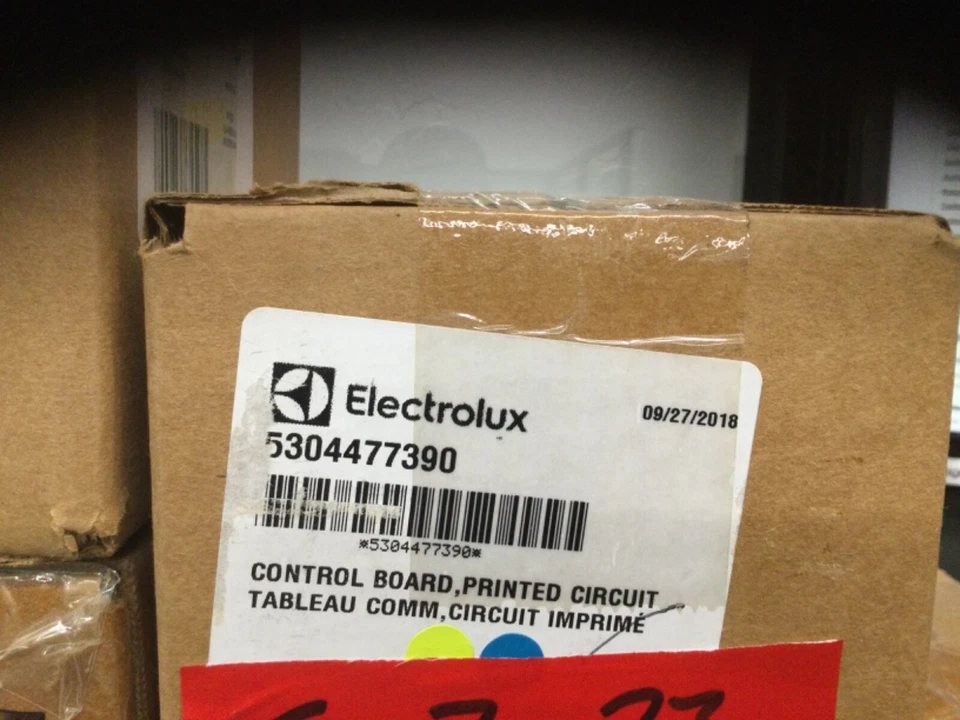 Electrolux
09/27/2018
5304477390
*5304477390*
CONTROL BOARD,PRINTED CIRCUIT
TABLEAU COMM,CIRCUIT IMPRIMÉ